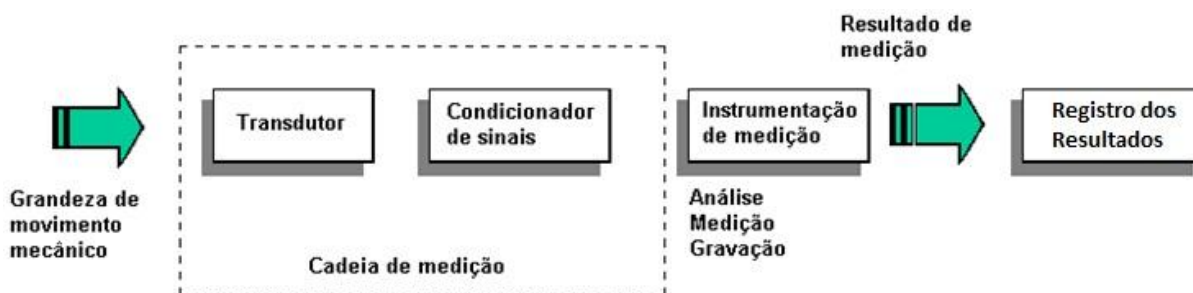 Grandeza de
movimento
mecânico
Transdutor
Condicionador
de sinais
Cadeia de medição
Instrumentação
de medição
Análise
Medição
Gravação
Resultado de
medição
Registro dos
Resultados